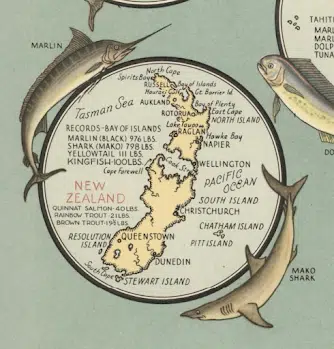 TAHITI
MARL
MARL
DOLP
TUNA
MARLIN
North Cape
Spirits Bay
RUSSELL
Bay of Islands
Hauraki Gulf
Gt. Barrier Id.
AUKLAND
Bay of Plenty
East Cape
ROTORUA
NORTH ISLAND
Lake Taupo
RAGLAN
Hawke Bay
NAPIER
Tasman Sea
RECORDS-BAY OF ISLANDS
MARLIN (BLACK) 976 LBS.
SHARK (MAKO) 798 LBS.
YELLOWTAIL 111 LBS.
KINGFISH 100 LBS.
Cape Farewell
Cook Strait
WELLINGTON
PACIFIC
OCEAN
NEW
ZEALAND
QUINNAT SALMON-40 LBS.
RAINBOW TROUT-21 LBS
BROWN TROUT-19½ LBS
SOUTH ISLAND
CHRISTCHURCH
CHATHAM ISLAND
PITT ISLAND
RESOLUTION
ISLAND
QUEENSTOWN
DUNEDIN
South Cape
STEWART ISLAND
MAKO
SHARK
DO